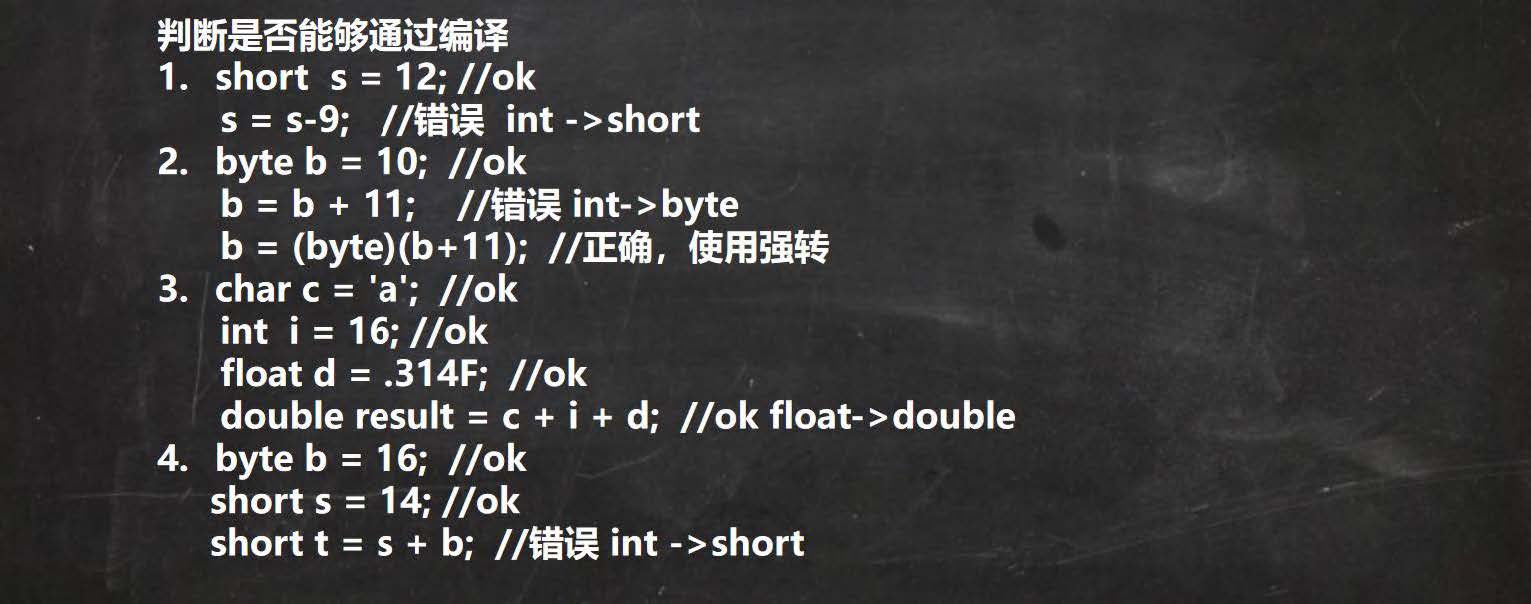 判断是否能够通过编译
1. short s = 12; //ok
s = s-9; //错误 int ->short
2. byte b = 10; //ok
b = b + 11; //错误 int->byte
b = (byte)(b+11); //正确，使用强转
3. char c = 'a'; //ok
int i = 16; //ok
float d = .314F; //ok
double result = c + i + d; //ok float->double
4. byte b = 16; //ok
short s = 14; //ok
short t = s + b; //错误 int ->short